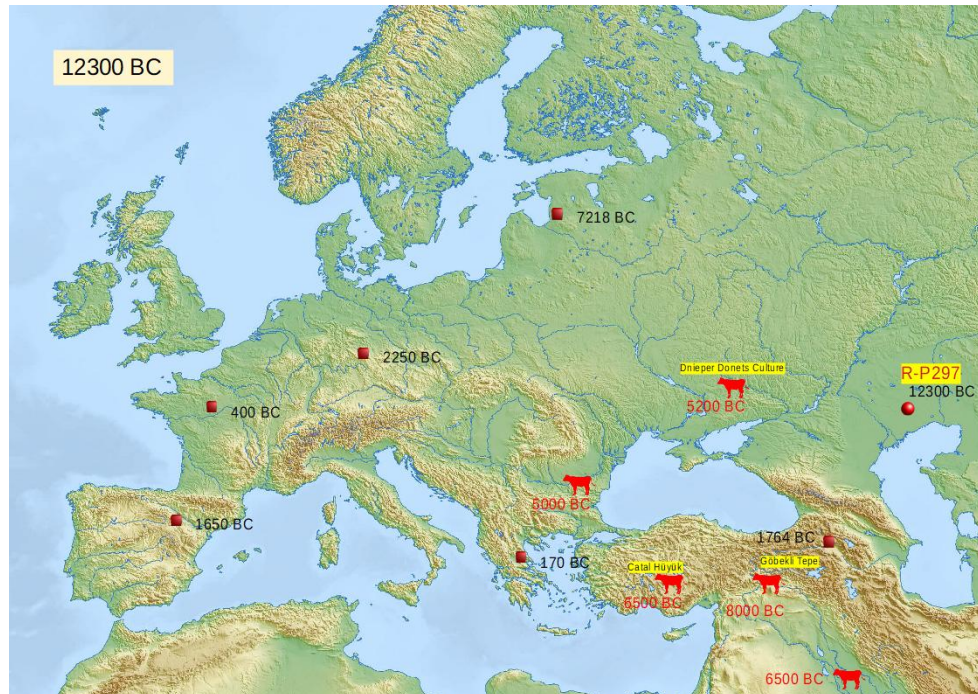 12300 BC
7218 BC
2250 BC
Dnieper Donets Culture
5200 BC
R-P297
12300 BC
400 BC
5000 BC
1650 BC
1764 BC
170 BC
Catal Hüyük
Göbekli Tepe
5500 BC
8000 BC
6500 BC